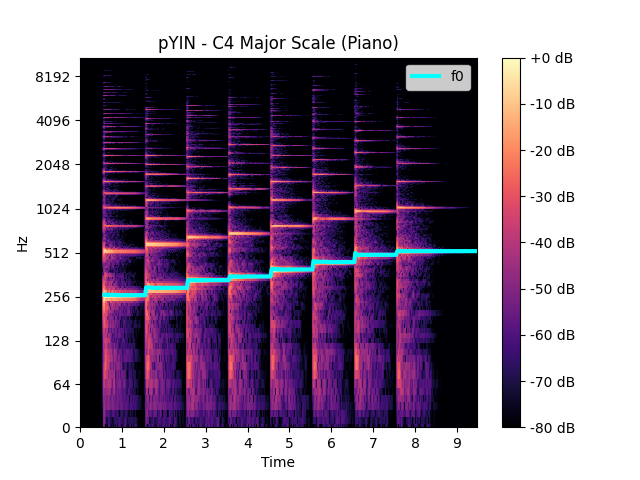 pYIN - C4 Major Scale (Piano)
f0
8192
4096
2048
1024
512
256
128
64
0
Hz
0 1 2 3 4 5 6 7 8 9
Time
+0 dB
-10 dB
-20 dB
-30 dB
-40 dB
-50 dB
-60 dB
-70 dB
-80 dB